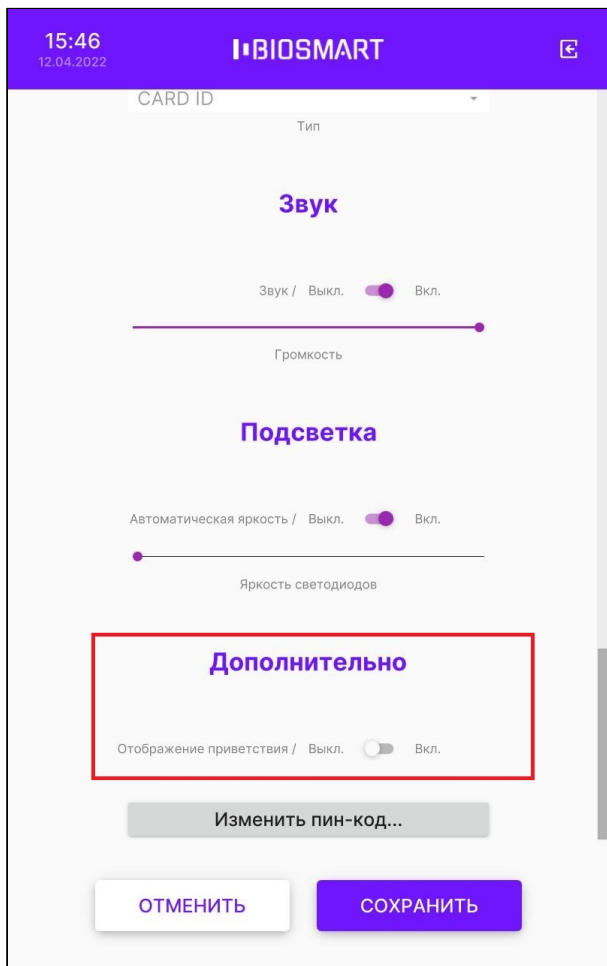 15:46
BIOSMART
12.04.2022
CARD ID
Тип
Звук
Звук / Выкл. Вкл.
Громкость
Подсветка
Автоматическая яркость / Выкл. Вкл.
Яркость светодиодов
Дополнительно
Отображение приветствия / Выкл. Вкл.
Изменить пин-код...
ОТМЕНИТЬ СОХРАНИТЬ